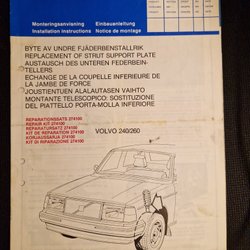 Monteringsanvisning
Einbauanleitung
Installation instructions
Notice de montage
BYTE AV UNDRE FJÄDERBENSTALLRIK
REPLACEMENT OF STRUT SUPPORT PLATE
AUSTAUSCH DES UNTEREN FEDERBEIN-
TELLERS
ECHANGE DE LA COUPELLE INFERIEURE DE
LA JAMBE DE FORCE
JOUSTIENTUEN ALALAUTASEN VAIHTO
MONTANTE TELESCOPICO: SOSTITUZIONE
DEL PIATTELLO PORTA-MOLLA INFERIORE
REPARATIONSSATS 274100
REPAIR KIT 274100
REPARATURSATZ 274100
KIT DE REPARATION 274100
KORJAUSSARJA 274100
KIT DI RIPARAZIONE 274100
VOLVO 240/260